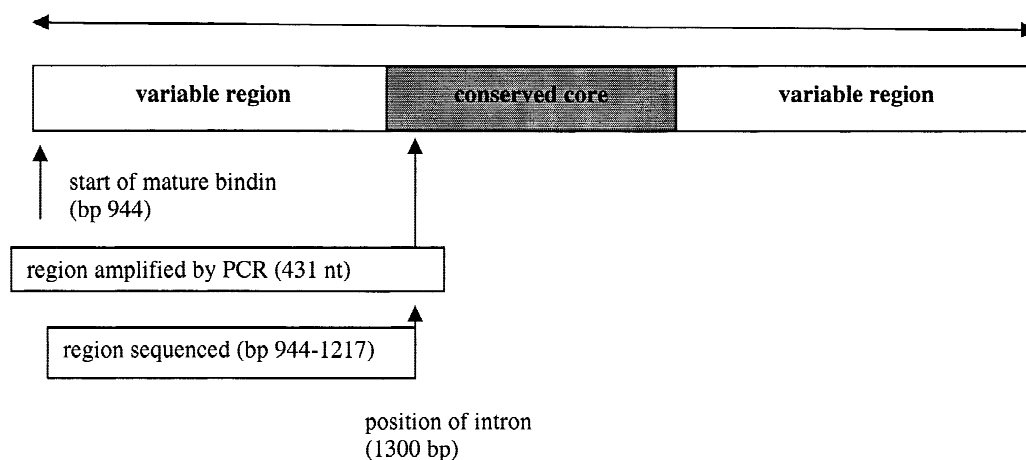 variable region
conserved core
variable region
start of mature bindin
(bp 944)
region amplified by PCR (431 nt)
region sequenced (bp 944-1217)
position of intron
(1300 bp)